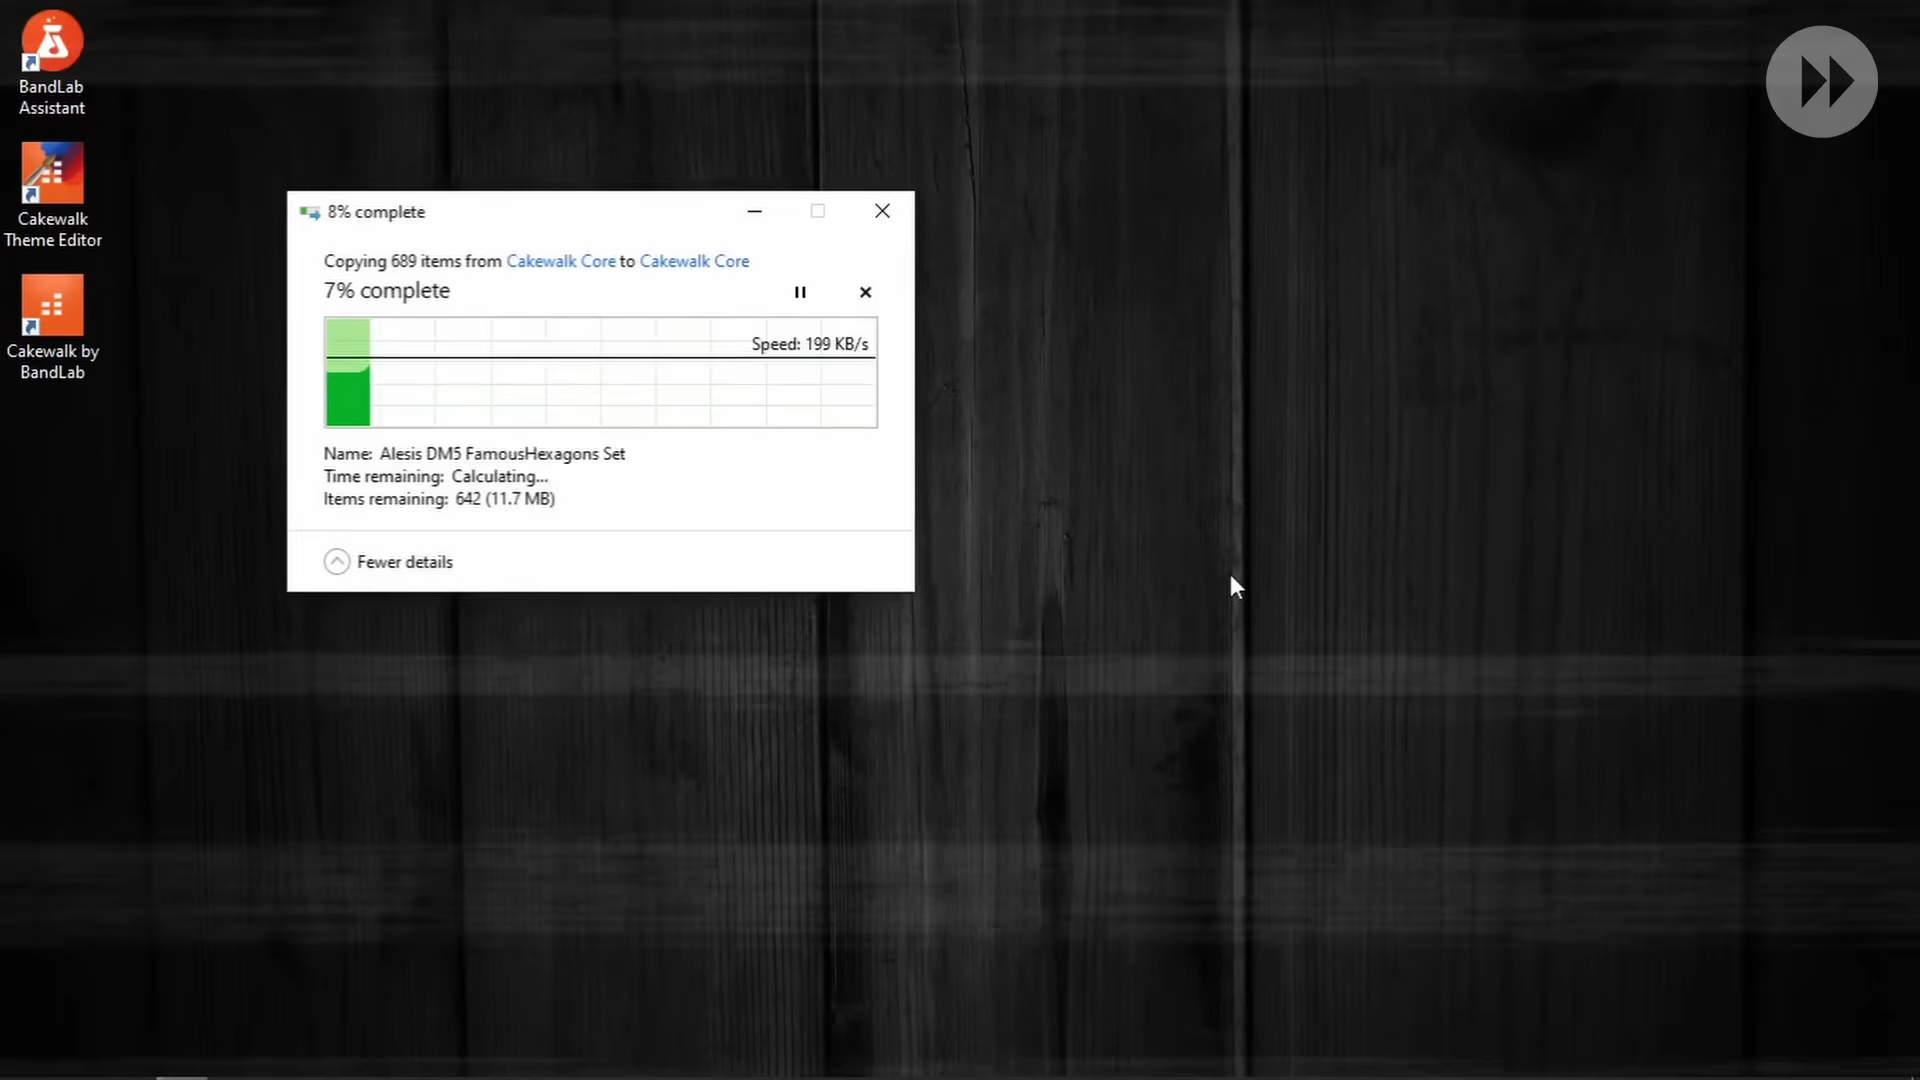 BandLab
Assistant
Cakewalk
Theme Editor
Cakewalk by
BandLab
8% complete
Copying 689 items from Cakewalk Core to Cakewalk Core
7% complete
Speed: 199 KB/s
Name: Alesis DM5 FamousHexagons Set
Time remaining: Calculating...
Items remaining: 642 (11.7 MB)
Fewer details